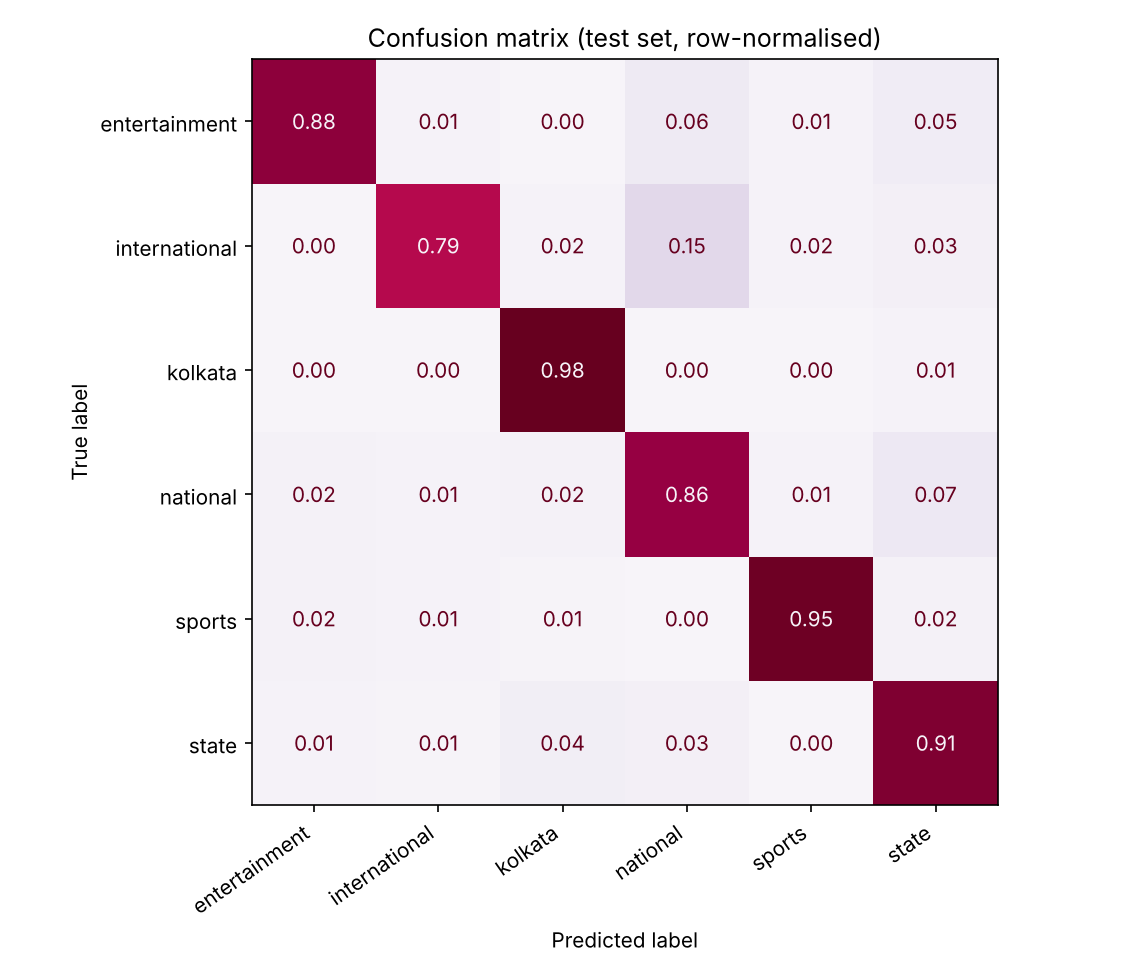 Confusion matrix (test set, row-normalised)
entertainment 0.88 0.01 0.00 0.06 0.01 0.05
international 0.00 0.79 0.02 0.15 0.02 0.03
kolkata 0.00 0.00 0.98 0.00 0.00 0.01
True label
national 0.02 0.01 0.02 0.86 0.01 0.07
sports 0.02 0.01 0.01 0.00 0.95 0.02
state 0.01 0.01 0.04 0.03 0.00 0.91
entertainment international kolkata national sports state
Predicted label